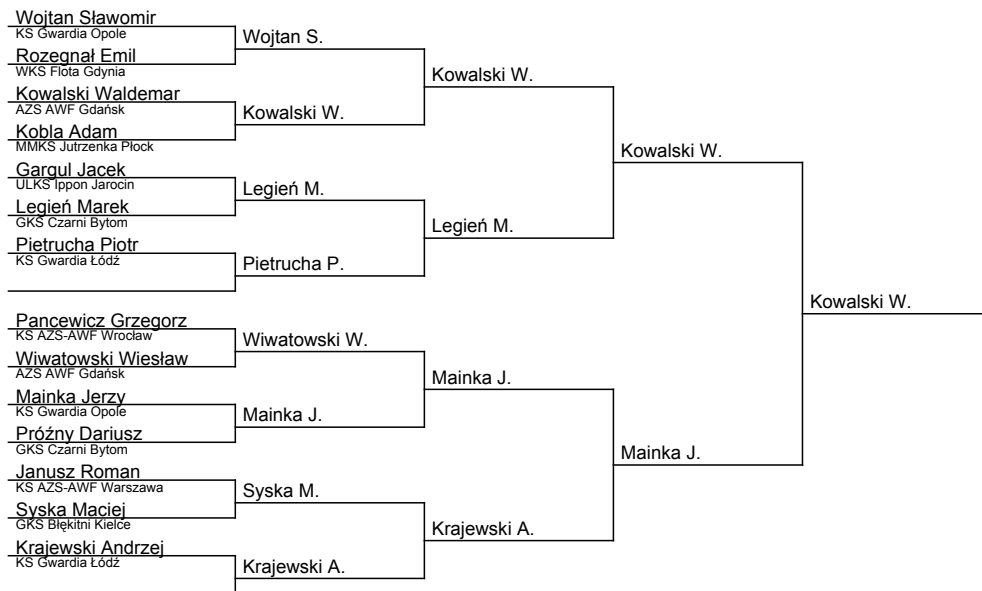 Wojtan Sławomir
KS Gwardia Opole
Rozegnał Emil
WKS Flota Gdynia
Kowalski Waldemar
AZS AWF Gdańsk
Kobla Adam
MMKS Jutrzenka Płock
Gargul Jacek
ULKS Ippon Jarocin
Legień Marek
GKS Czarni Bytom
Pietrucha Piotr
KS Gwardia Łódź
Pancewicz Grzegorz
KS AZS-AWF Wrocław
Wiwatowski Wiesław
AZS AWF Gdańsk
Mainka Jerzy
KS Gwardia Opole
Próżny Dariusz
GKS Czarni Bytom
Janusz Roman
KS AZS-AWF Warszawa
Syska Maciej
GKS Błękitni Kielce
Krajewski Andrzej
KS Gwardia Łódź
Wojtan S.
Kowalski W.
Legień M.
Pietrucha P.
Wiwatowski W.
Mainka J.
Syska M.
Krajewski A.
Kowalski W.
Legień M.
Mainka J.
Krajewski A.
Kowalski W.
Mainka J.
Kowalski W.